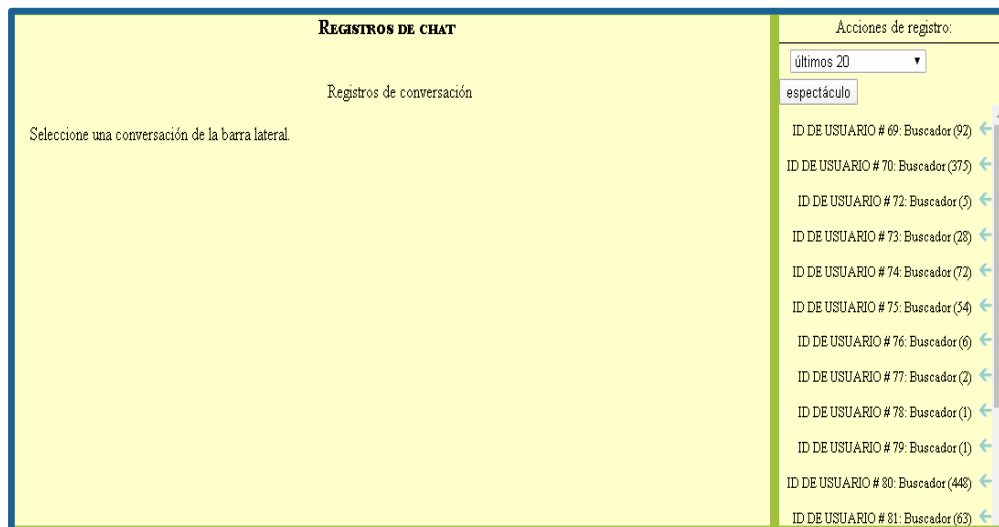 Registros de chat
Registros de conversación
Seleccione una conversación de la barra lateral.
Acciones de registro:
últimos 20
espectáculo
ID DE USUARIO # 69: Buscador (92)
ID DE USUARIO # 70: Buscador (375)
ID DE USUARIO # 72: Buscador (5)
ID DE USUARIO # 73: Buscador (28)
ID DE USUARIO # 74: Buscador (72)
ID DE USUARIO # 75: Buscador (54)
ID DE USUARIO # 76: Buscador (6)
ID DE USUARIO # 77: Buscador (2)
ID DE USUARIO # 78: Buscador (1)
ID DE USUARIO # 79: Buscador (1)
ID DE USUARIO # 80: Buscador (448)
ID DE USUARIO # 81: Buscador (63)